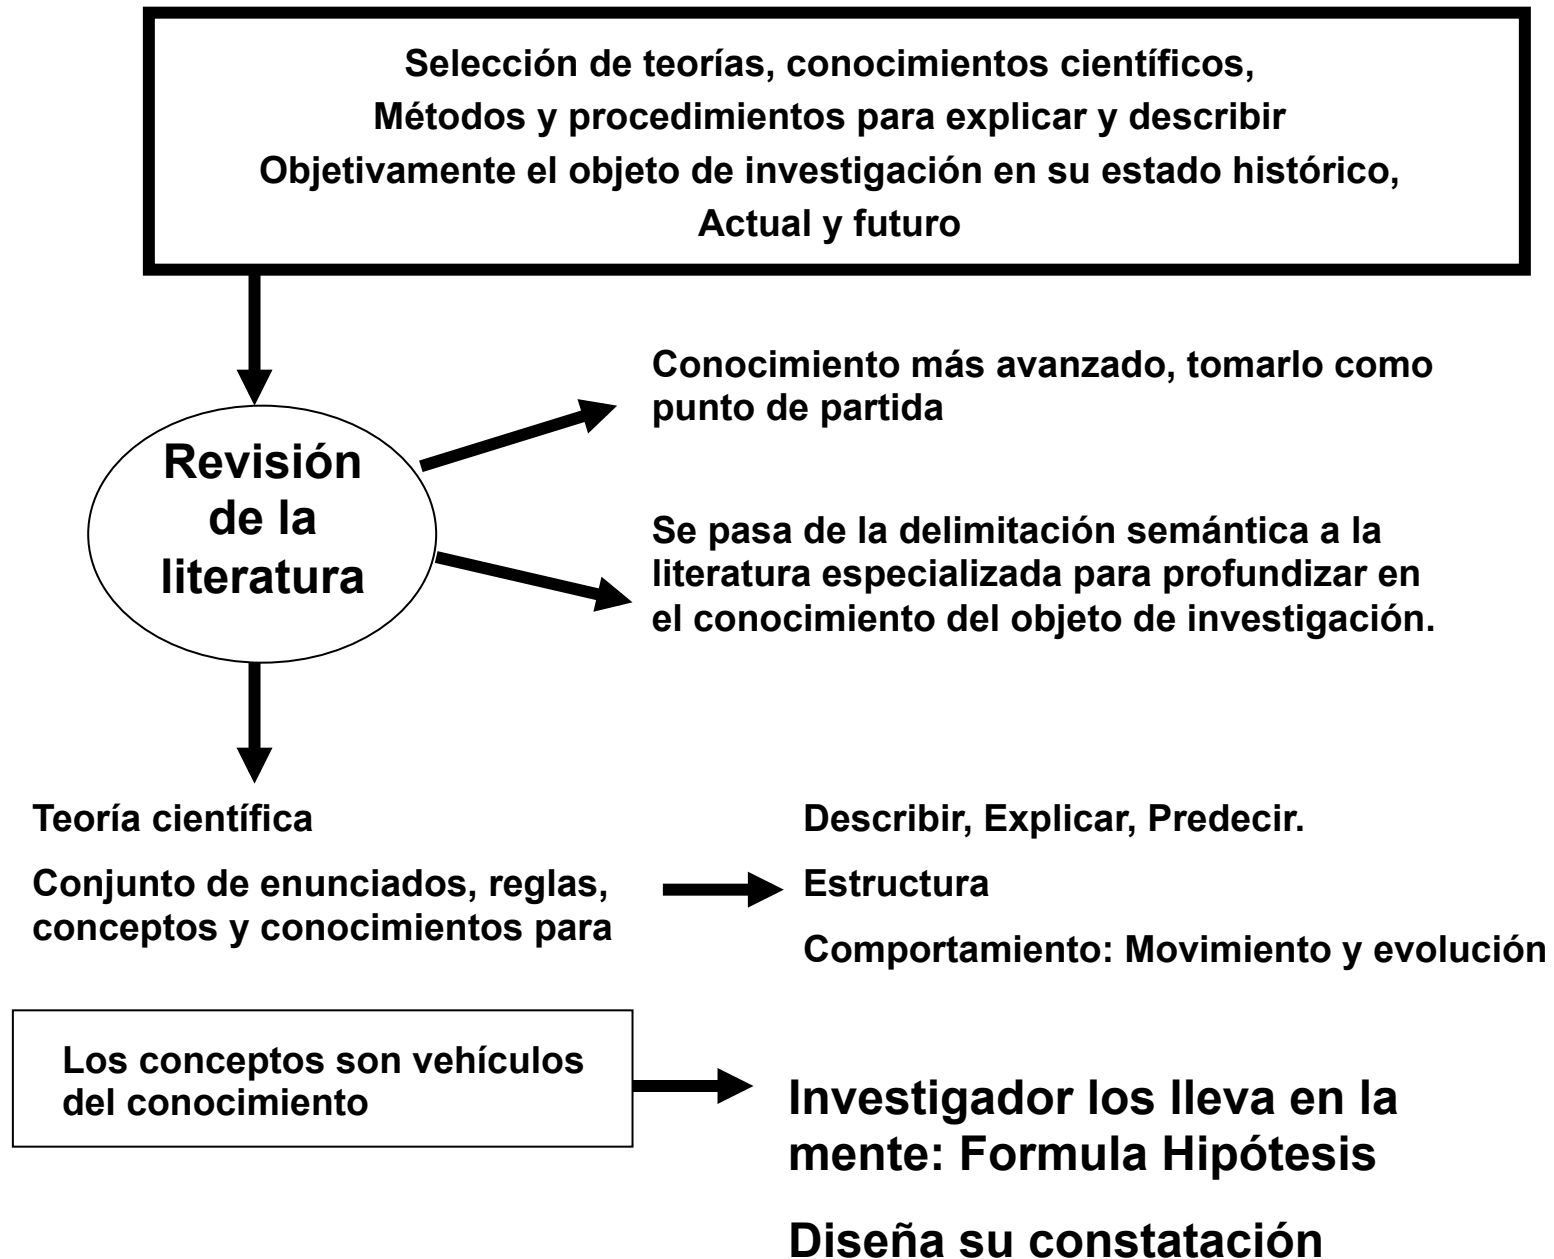 Selección de teorías, conocimientos científicos,
Métodos y procedimientos para explicar y describir
Objetivamente el objeto de investigación en su estado histórico,
Actual y futuro
Conocimiento más avanzado, tomarlo como
punto de partida
Revisión
de la
literatura
Se pasa de la delimitación semántica a la
literatura especializada para profundizar en
el conocimiento del objeto de investigación.
Teoría científica
Conjunto de enunciados, reglas,
conceptos y conocimientos para
Describir, Explicar, Predecir.
Estructura
Comportamiento: Movimiento y evolución
Los conceptos son vehículos
del conocimiento
Investigador los lleva en la
mente: Formula Hipótesis
Diseña su constatación